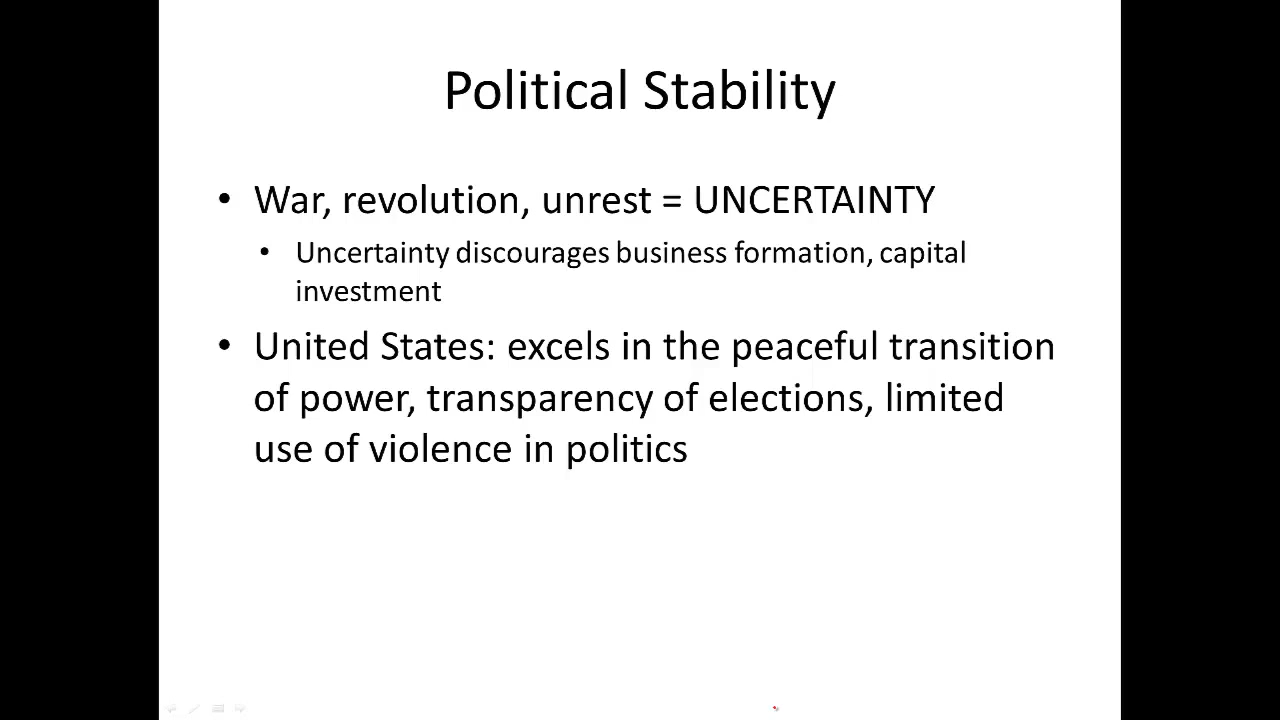 Political Stability
• War, revolution, unrest = UNCERTAINTY
• Uncertainty discourages business formation, capital
investment
• United States: excels in the peaceful transition
of power, transparency of elections, limited
use of violence in politics